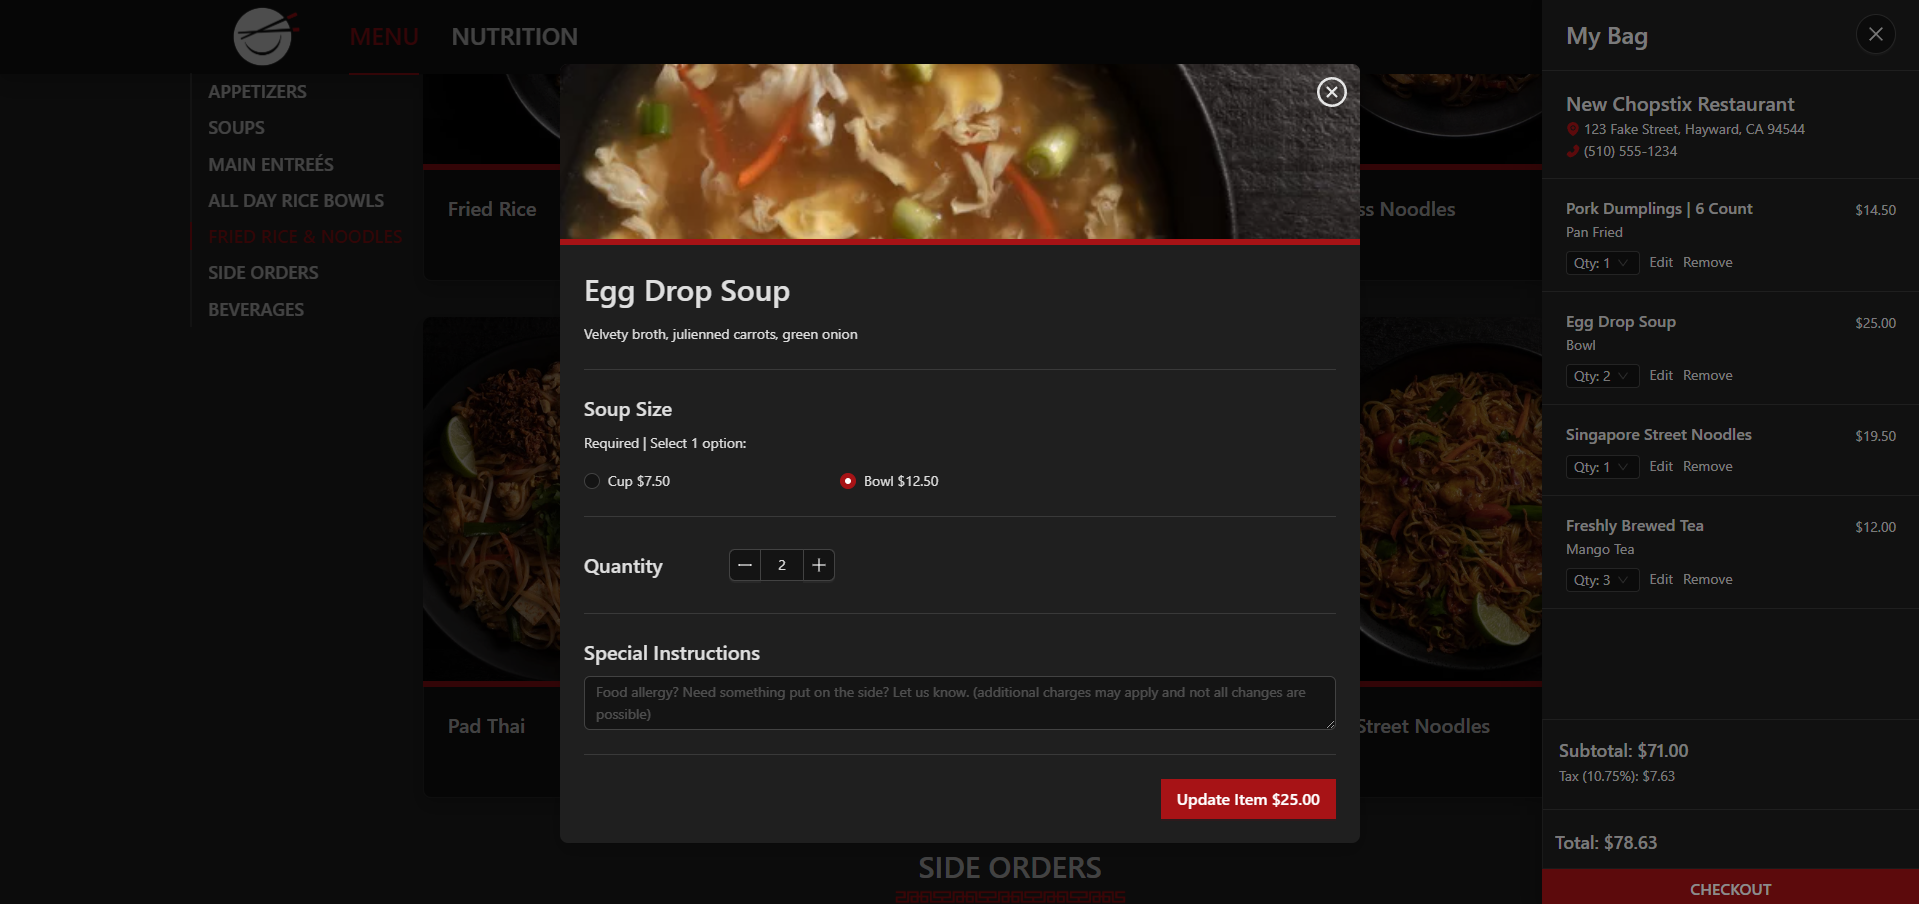 MENU
NUTRITION
APPETIZERS
SOUPS
MAIN ENTREÉS
ALL DAY RICE BOWLS
FRIED RICE & NOODLES
SIDE ORDERS
BEVERAGES
Fried Rice
Noodles
Pad Thai
Street Noodles
SIDE ORDERS
Egg Drop Soup
Velvety broth, julienned carrots, green onion
Soup Size
Required | Select 1 option:
Cup $7.50
Bowl $12.50
Quantity
2
Special Instructions
Food allergy? Need something put on the side? Let us know. (additional charges may apply and not all changes are
possible)
Update Item $25.00
My Bag
New Chopstix Restaurant
123 Fake Street, Hayward, CA 94544
(510) 555-1234
Pork Dumplings | 6 Count
$14.50
Pan Fried
Qty: 1
Edit
Remove
Egg Drop Soup
$25.00
Bowl
Qty: 2
Edit
Remove
Singapore Street Noodles
$19.50
Qty: 1
Edit
Remove
Freshly Brewed Tea
$12.00
Mango Tea
Qty: 3
Edit
Remove
Subtotal: $71.00
Tax (10.75%): $7.63
Total: $78.63
CHECKOUT